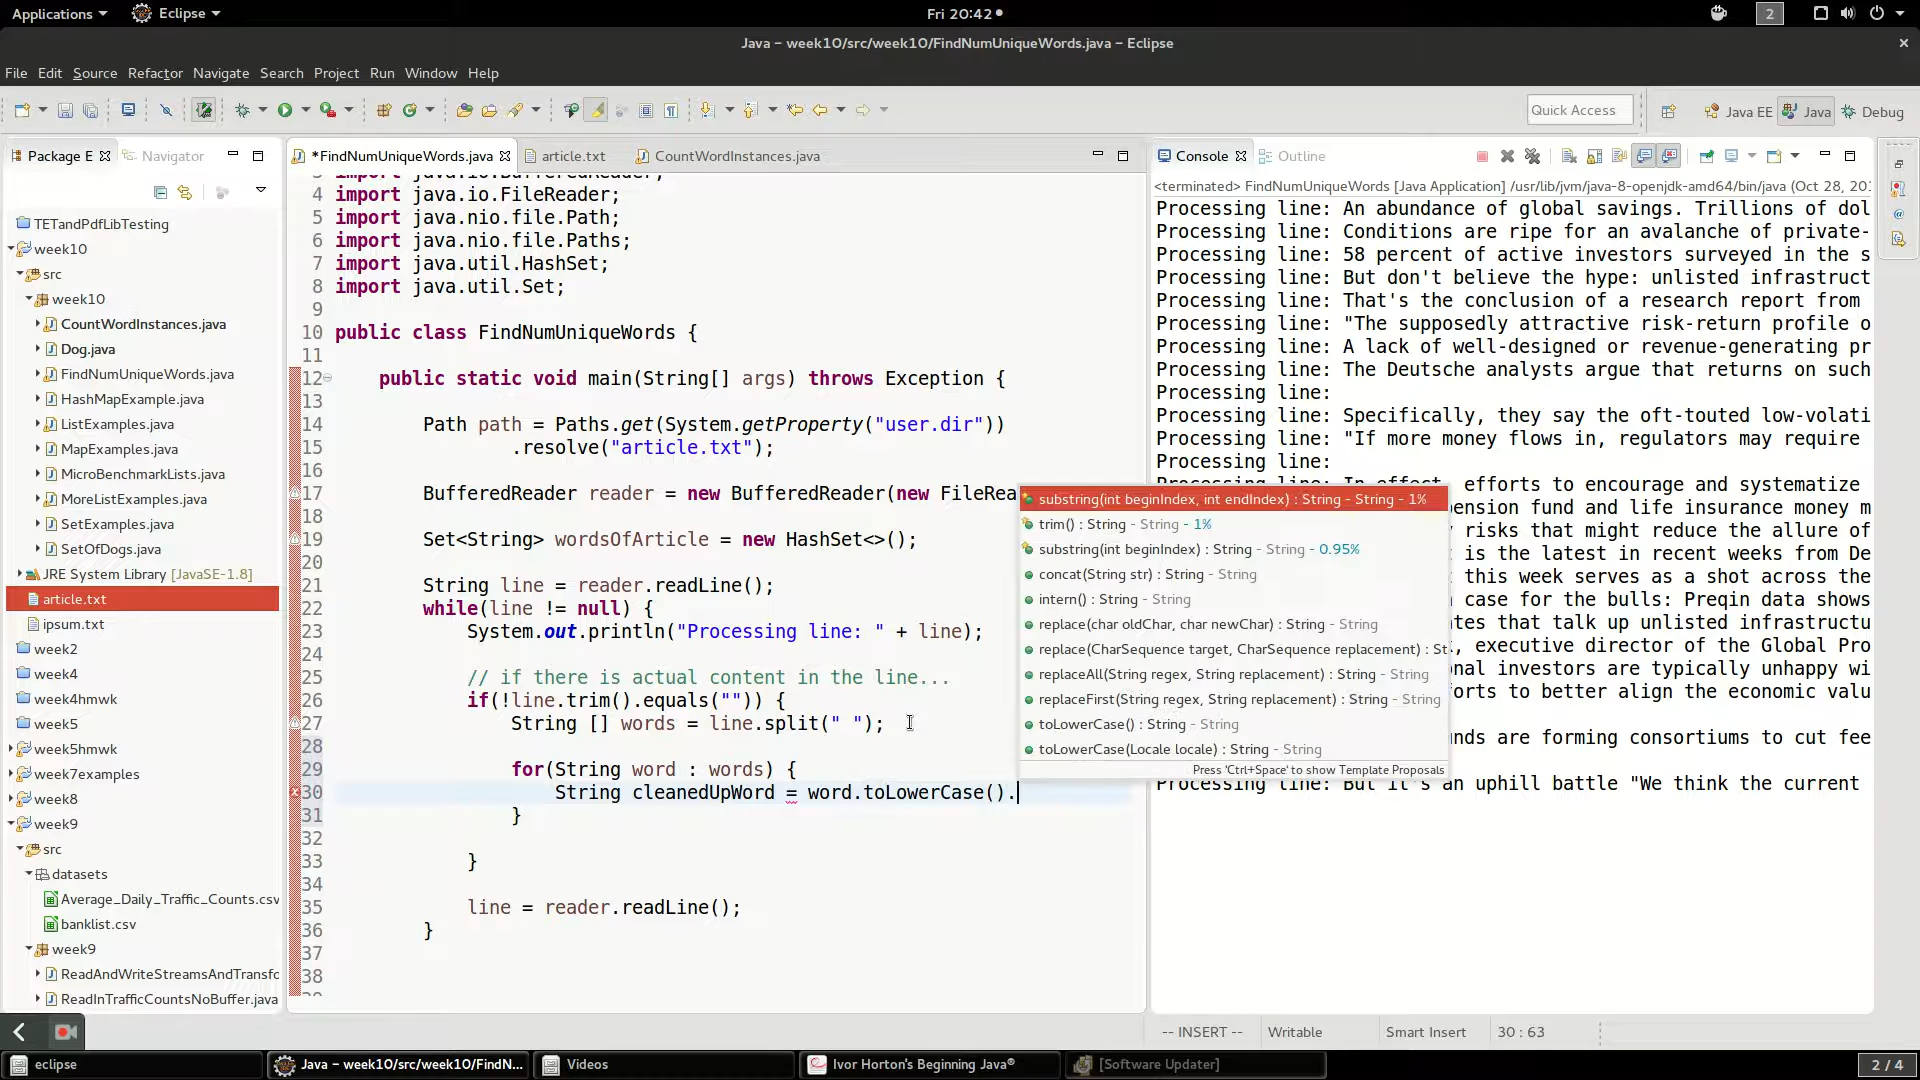 Applications
Eclipse
Fri 20:42
2
Java – week10/src/week10/FindNumUniqueWords.java – Eclipse
File Edit Source Refactor Navigate Search Project Run Window Help
Quick Access
Java EE
Java
Debug
Package E
Navigator
TETandPdfLibTesting
week10
src
week10
CountWordInstances.java
Dog.java
FindNumUniqueWords.java
HashMapExample.java
ListExamples.java
MapExamples.java
MicroBenchmarkLists.java
MoreListExamples.java
SetExamples.java
SetOfDogs.java
JRE System Library [JavaSE-1.8]
article.txt
ipsum.txt
week2
week4
week4hmwk
week5
week5hmwk
week7examples
week8
week9
src
datasets
Average_Daily_Traffic_Counts.csv
banklist.csv
week9
ReadAndWriteStreamsAndTransfo
ReadInTrafficCountsNoBuffer.java
*FindNumUniqueWords.java
article.txt
CountWordInstances.java
3 import java.io.BufferedReader;
4 import java.io.FileReader;
5 import java.nio.file.Path;
6 import java.nio.file.Paths;
7 import java.util.HashSet;
8 import java.util.Set;
9
10 public class FindNumUniqueWords {
11
12 public static void main(String[] args) throws Exception {
13
14 Path path = Paths.get(System.getProperty("user.dir"))
15 .resolve("article.txt");
16
17 BufferedReader reader = new BufferedReader(new FileRea
18
19 Set<String> wordsOfArticle = new HashSet<>();
20
21 String line = reader.readLine();
22 while(line != null) {
23 System.out.println("Processing line: " + line);
24
25 // if there is actual content in the line...
26 if(!line.trim().equals("")) {
27 String [] words = line.split(" ");
28
29 for(String word : words) {
30 String cleanedUpWord = word.toLowerCase().
31 }
32
33 }
34
35 line = reader.readLine();
36 }
37
38
substring(int beginIndex, int endIndex) : String - String - 1%
trim() : String - String - 1%
substring(int beginIndex) : String - String - 0.95%
concat(String str) : String - String
intern() : String - String
replace(char oldChar, char newChar) : String - String
replace(CharSequence target, CharSequence replacement) : St
replaceAll(String regex, String replacement) : String - String
replaceFirst(String regex, String replacement) : String - String
toLowerCase() : String - String
toLowerCase(Locale locale) : String - String
Press 'Ctrl+Space' to show Template Proposals
Console
Outline
<terminated> FindNumUniqueWords [Java Application] /usr/lib/jvm/java-8-openjdk-amd64/bin/java (Oct 28, 201
Processing line: An abundance of global savings. Trillions of dol
Processing line: Conditions are ripe for an avalanche of private-
Processing line: 58 percent of active investors surveyed in the s
Processing line: But don't believe the hype: unlisted infrastruct
Processing line: That's the conclusion of a research report from
Processing line: "The supposedly attractive risk-return profile o
Processing line: A lack of well-designed or revenue-generating pr
Processing line: The Deutsche analysts argue that returns on such
Processing line:
Processing line: Specifically, they say the oft-touted low-volati
Processing line: "If more money flows in, regulators may require
Processing line:
Processing line: In effect, efforts to encourage and systematize
pension fund and life insurance money m
risks that might reduce the allure of
is the latest in recent weeks from De
this week serves as a shot across the
case for the bulls: Preqin data shows
ates that talk up unlisted infrastructu
, executive director of the Global Pro
onal investors are typically unhappy wi
forts to better align the economic valu
unds are forming consortiums to cut fee
Processing line: But it's an uphill battle "We think the current
-- INSERT --
Writable
Smart Insert
30 : 63
eclipse
Java – week10/src/week10/FindN...
Videos
Ivor Horton's Beginning Java®
[Software Updater]
2 / 4